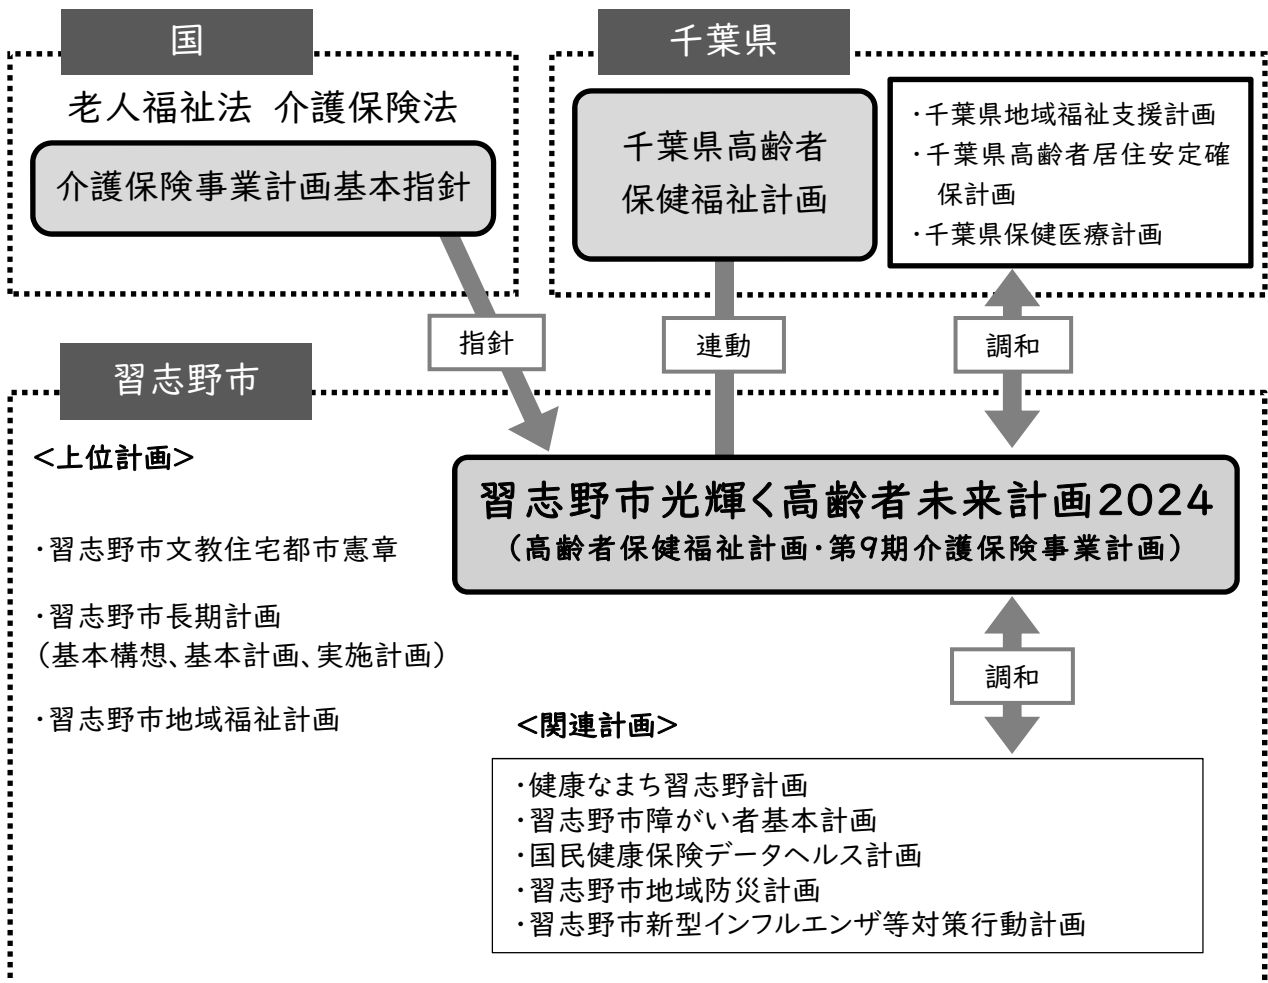 国
老人福祉法 介護保険法
介護保険事業計画基本指針
千葉県
千葉県高齢者
保健福祉計画
・千葉県地域福祉支援計画
・千葉県高齢者居住安定確
保計画
・千葉県保健医療計画
指針
連動
調和
習志野市
<上位計画>
・習志野市文教住宅都市憲章
・習志野市長期計画
（基本構想、基本計画、実施計画）
・習志野市地域福祉計画
習志野市光輝く高齢者未来計画2024
（高齢者保健福祉計画・第9期介護保険事業計画）
調和
<関連計画>
・健康なまち習志野計画
・習志野市障がい者基本計画
・国民健康保険データヘルス計画
・習志野市地域防災計画
・習志野市新型インフルエンザ等対策行動計画